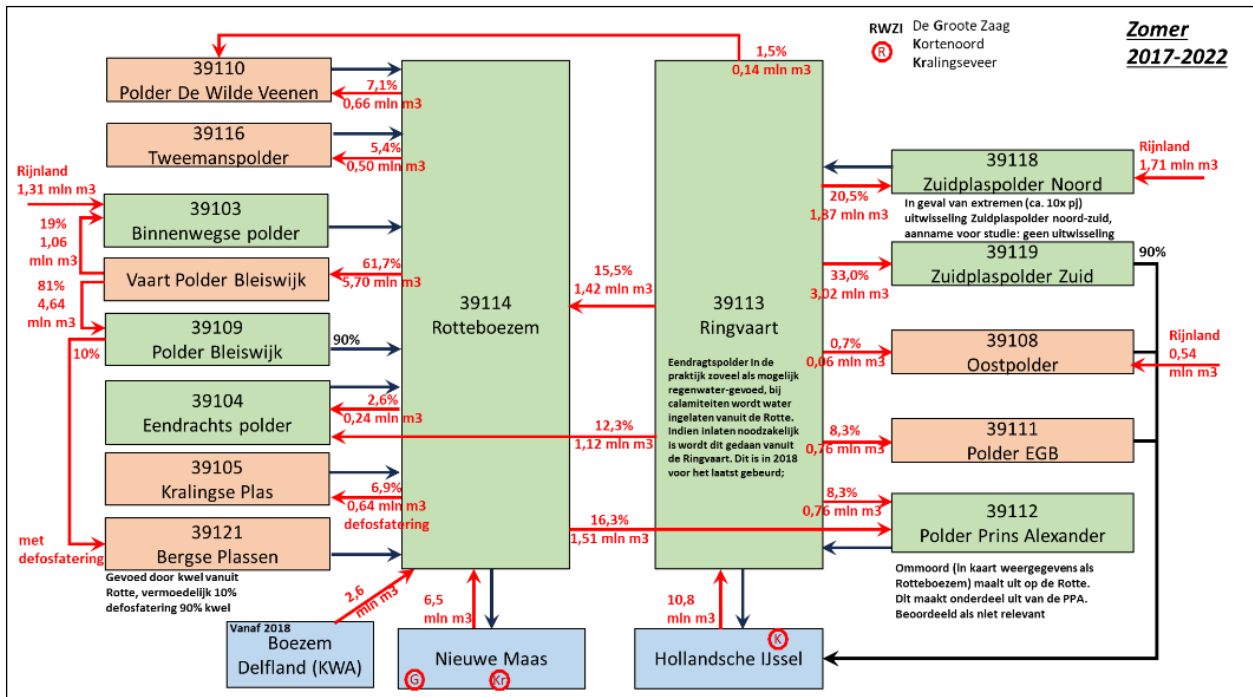 RWZI
R
De Groote Zaag
Kortenoord
Kralingseveer
Zomer
2017-2022
1,5%
0,14 mln m3
39110
Polder De Wilde Veenen
7,1%
0,66 mln m3
39116
Tweemanspolder
5,4%
0,50 mln m3
Rijnland
1,31 mln m3
39103
Binnenwegse polder
19%
1,06
mln m3
Vaart Polder Bleiswijk
61,7%
5,70 mln m3
81%
4,64
mln m3
39109
Polder Bleiswijk
10%
90%
39104
Eendrachts polder
2,6%
0,24 mln m3
39105
Kralingse Plas
6,9%
0,64 mln m3
defosfatering
39121
Bergse Plassen
met
defosfatering
Gevoed door kwel vanuit
Rotte, vermoedelijk 10%
defosfatering 90% kwel
39114
Rotteboezem
15,5%
1,42 mln m3
12,3%
1,12 mln m3
16,3%
1,51 mln m3
39113
Ringvaart
Eendragtspolder In de
praktijk zoveel als mogelijk
regenwater-gevoed, bij
calamiteiten wordt water
ingelaten vanuit de Rotte.
Indien inlaten noodzakelijk
is wordt dit gedaan vanuit
de Ringvaart. Dit is in 2018
voor het laatst gebeurd;
39118
Zuidplaspolder Noord
20,5%
1,87 mln m3
Rijnland
1,71 mln m3
In geval van extremen (ca. 10x pj)
uitwisseling Zuidplaspolder noord-zuid,
aanname voor studie: geen uitwisseling
39119
Zuidplaspolder Zuid
90%
33,0%
3,02 mln m3
39108
Oostpolder
0,7%
0,06 mln m3
Rijnland
0,54
mln m3
39111
Polder EGB
8,3%
0,76 mln m3
39112
Polder Prins Alexander
8,3%
0,76 mln m3
Ommoord (in kaart weergegevens als
Rotteboezem) maalt uit op de Rotte.
Dit maakt onderdeel uit van de PPA.
Beoordeeld als niet relevant
2,6
mln m3
6,5
mln m3
10,8
mln m3
Vanaf 2018
Boezem
Delfland (KWA)
Nieuwe Maas
G
Kr
Hollandsche IJssel
K